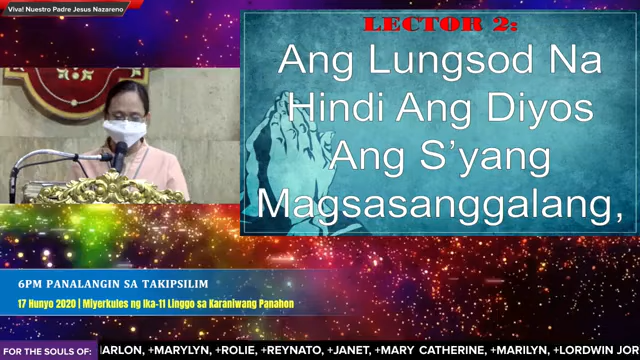 Viva! Nuestro Padre Jesus Nazareno
LECTOR 2:
Ang Lungsod Na
Hindi Ang Diyos
Ang S'yang
Magsasanggalang,
6PM PANALANGIN SA TAKIPSILIM
17 Hunyo 2020 | Miyerkules ng Ika-11 Linggo sa Karaniwang Panahon
FOR THE SOULS OF: IARLON, +MARYLYN, +ROLIE, +REYNATO, +JANET, +MARY CATHERINE, +MARILYN, +LORDWIN JOB